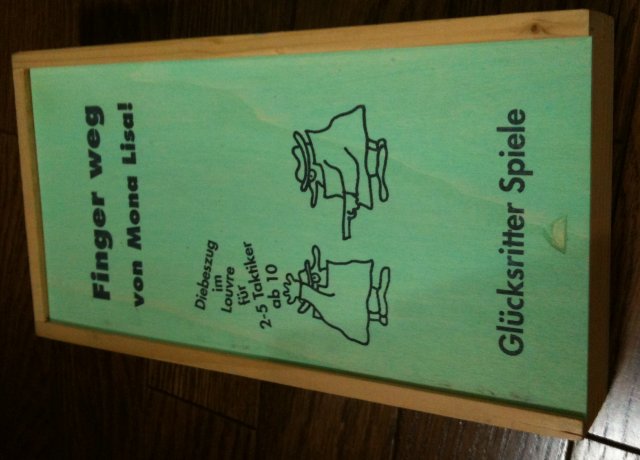 Finger weg
von Mona Lisa!
Diebeszug
im
Louvre
für
2-5 Taktiker
ab 10
Glücksritter Spiele